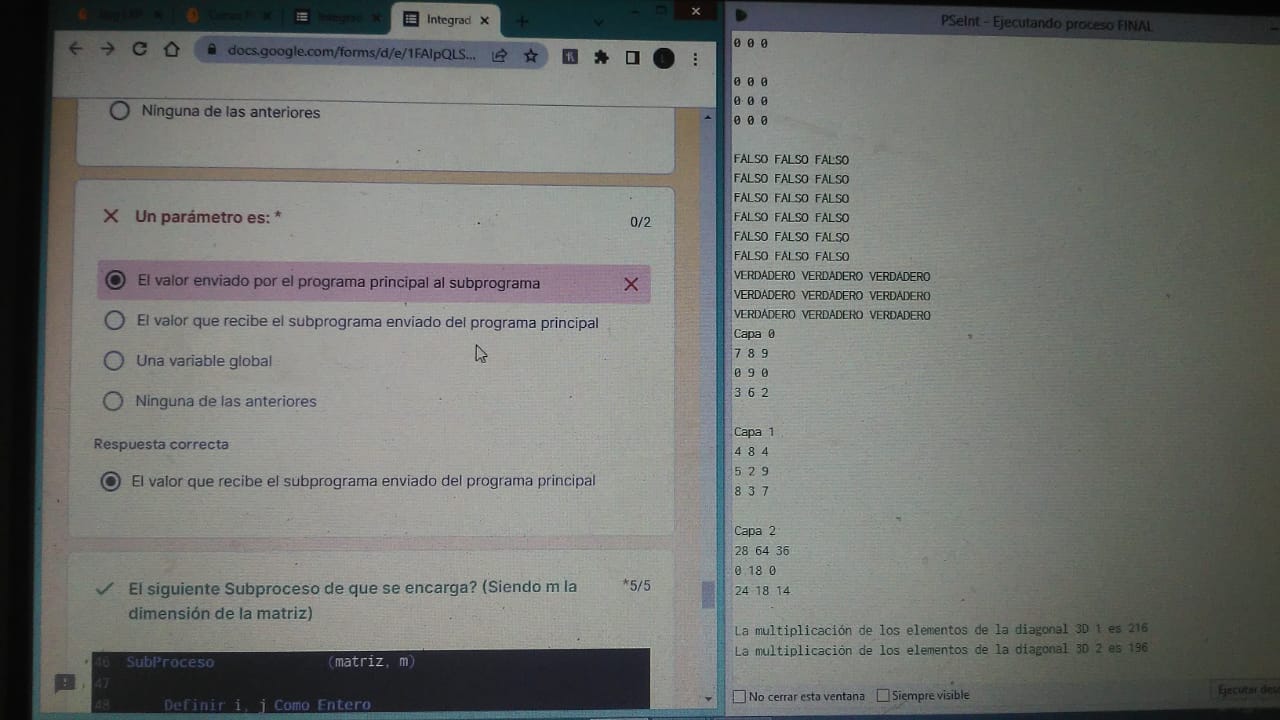 Integrad
docs.google.com/forms/d/e/1FAIpQLS...
Ninguna de las anteriores
Un parámetro es: *
0/2
El valor enviado por el programa principal al subprograma
El valor que recibe el subprograma enviado del programa principal
Una variable global
Ninguna de las anteriores
Respuesta correcta
El valor que recibe el subprograma enviado del programa principal
El siguiente Subproceso de que se encarga? (Siendo m la
*5/5
dimensión de la matriz)
46 SubProceso (matriz, m)
47
48 Definir i, j Como Entero
PSeInt - Ejecutando proceso FINAL
0 0 0
0 0 0
0 0 0
0 0 0
FALSO FALSO FALSO
FALSO FALSO FALSO
FALSO FALSO FALSO
FALSO FALSO FALSO
FALSO FALSO FALSO
FALSO FALSO FALSO
VERDADERO VERDADERO VERDADERO
VERDADERO VERDADERO VERDADERO
VERDADERO VERDADERO VERDADERO
Capa 0
7 8 9
0 9 0
3 6 2
Capa 1
4 8 4
5 2 9
8 3 7
Capa 2
28 64 36
0 18 0
24 18 14
La multiplicación de los elementos de la diagonal 3D 1 es 216
La multiplicación de los elementos de la diagonal 3D 2 es 196
No cerrar esta ventana
Siempre visible
Ejecutar